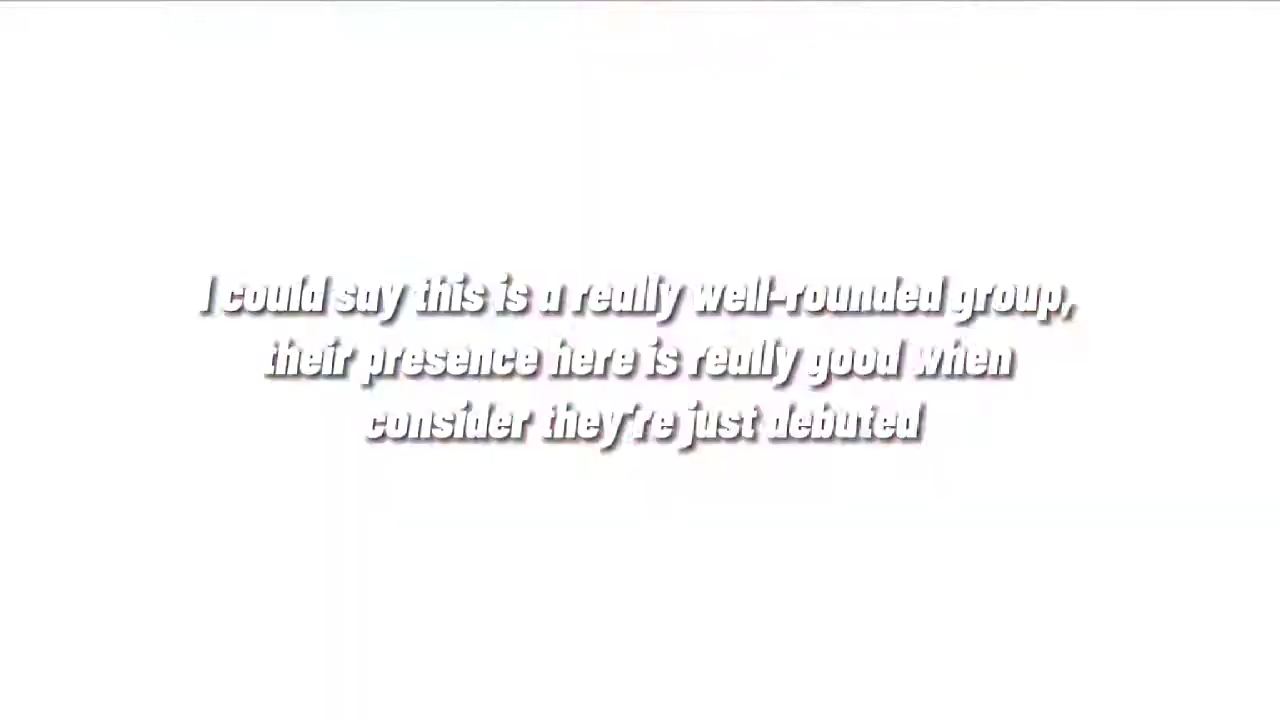 I could say this is a really well-rounded group,
their presence here is really good when
consider they're just debuted